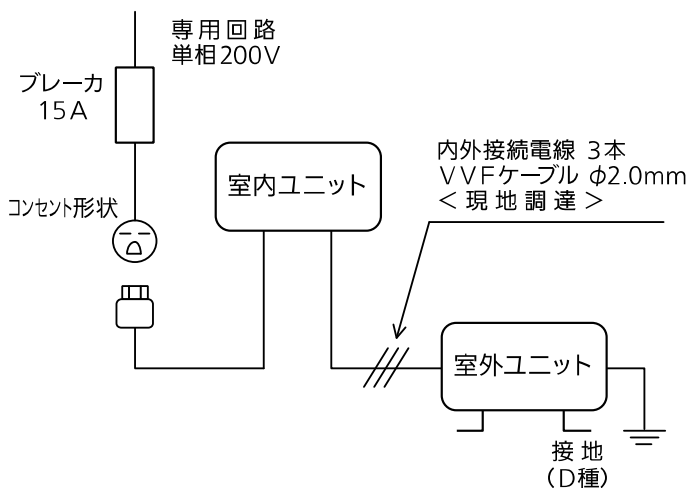 専用回路
単相200V
ブレーカ
15A
コンセント形状
室内ユニット
内外接続電線 3本
VVFケーブル φ2.0mm
<現地調達>
室外ユニット
接地
(D種)